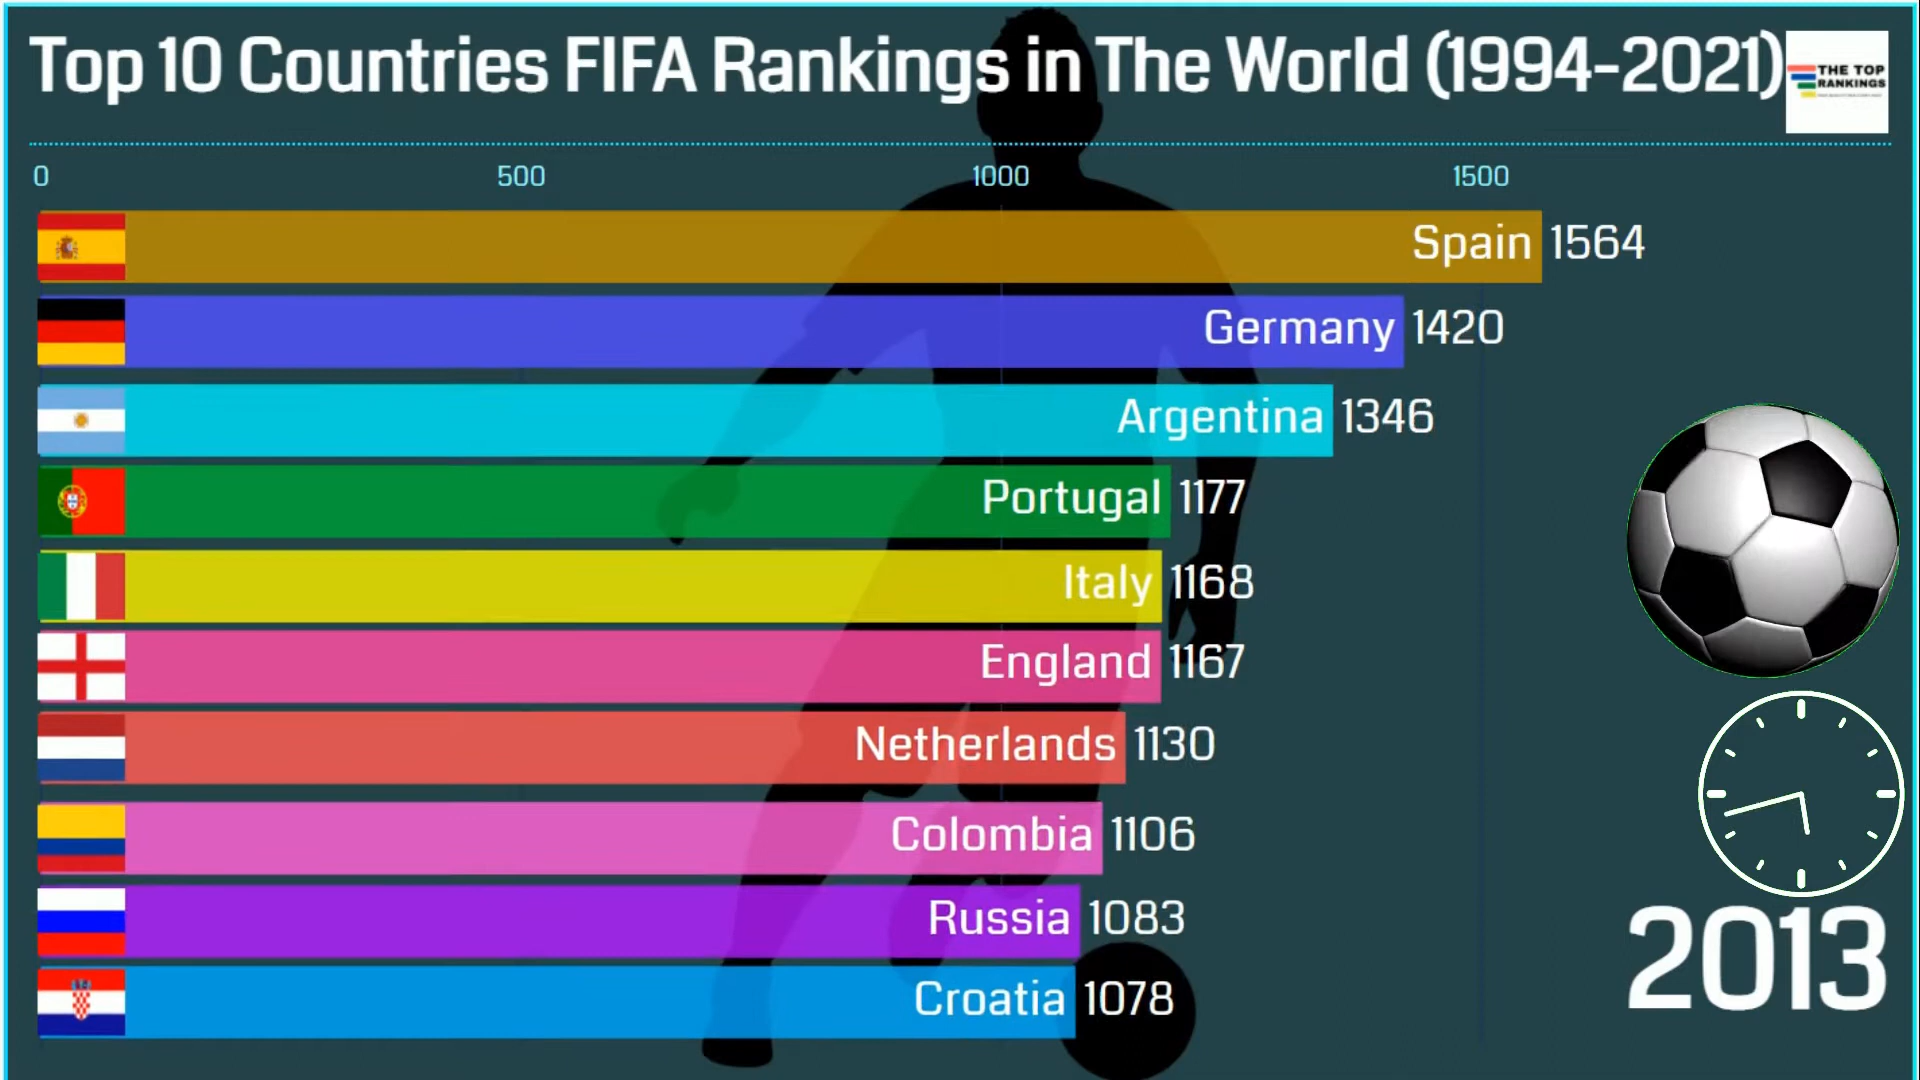 Top 10 Countries FIFA Rankings in The World (1994-2021)
THE TOP
RANKINGS
0 500 1000 1500
Spain 1564
Germany 1420
Argentina 1346
Portugal 1177
Italy 1168
England 1167
Netherlands 1130
Colombia 1106
Russia 1083
Croatia 1078
2013